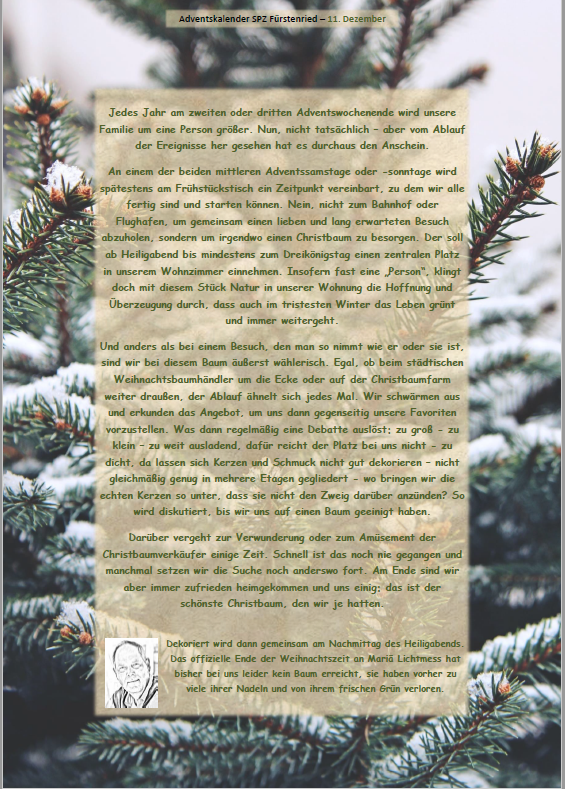 Adventskalender SPZ Fürstenried – 11. Dezember
Jedes Jahr am zweiten oder dritten Adventswochenende wird unsere
Familie um eine Person größer. Nun, nicht tatsächlich – aber vom Ablauf
der Ereignisse her gesehen hat es durchaus den Anschein.
An einem der beiden mittleren Adventssamstage oder -sonntage wird
spätestens am Frühstückstisch ein Zeitpunkt vereinbart, zu dem wir alle
fertig sind und starten können. Nein, nicht zum Bahnhof oder
Flughafen, um gemeinsam einen lieben und lang erwarteten Besuch
abzuholen, sondern um irgendwo einen Christbaum zu besorgen. Der soll
ab Heiligabend bis mindestens zum Dreikönigstag einen zentralen Platz
in unserem Wohnzimmer einnehmen. Insofern fast eine „Person", klingt
doch mit diesem Stück Natur in unserer Wohnung die Hoffnung und
Überzeugung durch, dass auch im tristesten Winter das Leben grünt
und immer weitergeht.
Und anders als bei einem Besuch, den man so nimmt wie er oder sie ist,
sind wir bei diesem Baum äußerst wählerisch. Egal, ob beim städtischen
Weihnachtsbaumhändler um die Ecke oder auf der Christbaumfarm
weiter draußen, der Ablauf ähnelt sich jedes Mal. Wir schwärmen aus
und erkunden das Angebot, um uns dann gegenseitig unsere Favoriten
vorzustellen. Was dann regelmäßig eine Debatte auslöst; zu groß - zu
klein – zu weit ausladend, dafür reicht der Platz bei uns nicht - zu
dicht, da lassen sich Kerzen und Schmuck nicht gut dekorieren – nicht
gleichmäßig genug in mehrere Etagen gegliedert - wo bringen wir die
echten Kerzen so unter, dass sie nicht den Zweig darüber anzünden? So
wird diskutiert, bis wir uns auf einen Baum geeinigt haben.
Darüber vergeht zur Verwunderung oder zum Amüsement der
Christbaumverkäufer einige Zeit. Schnell ist das noch nie gegangen und
manchmal setzen wir die Suche noch anderswo fort. Am Ende sind wir
aber immer zufrieden heimgekommen und uns einig; das ist der
schönste Christbaum, den wir je hatten.
Dekoriert wird dann gemeinsam am Nachmittag des Heiligabends.
Das offizielle Ende der Weihnachtszeit an Mariä Lichtmess hat
bisher bei uns leider kein Baum erreicht, sie haben vorher zu
viele ihrer Nadeln und von ihrem frischen Grün verloren.